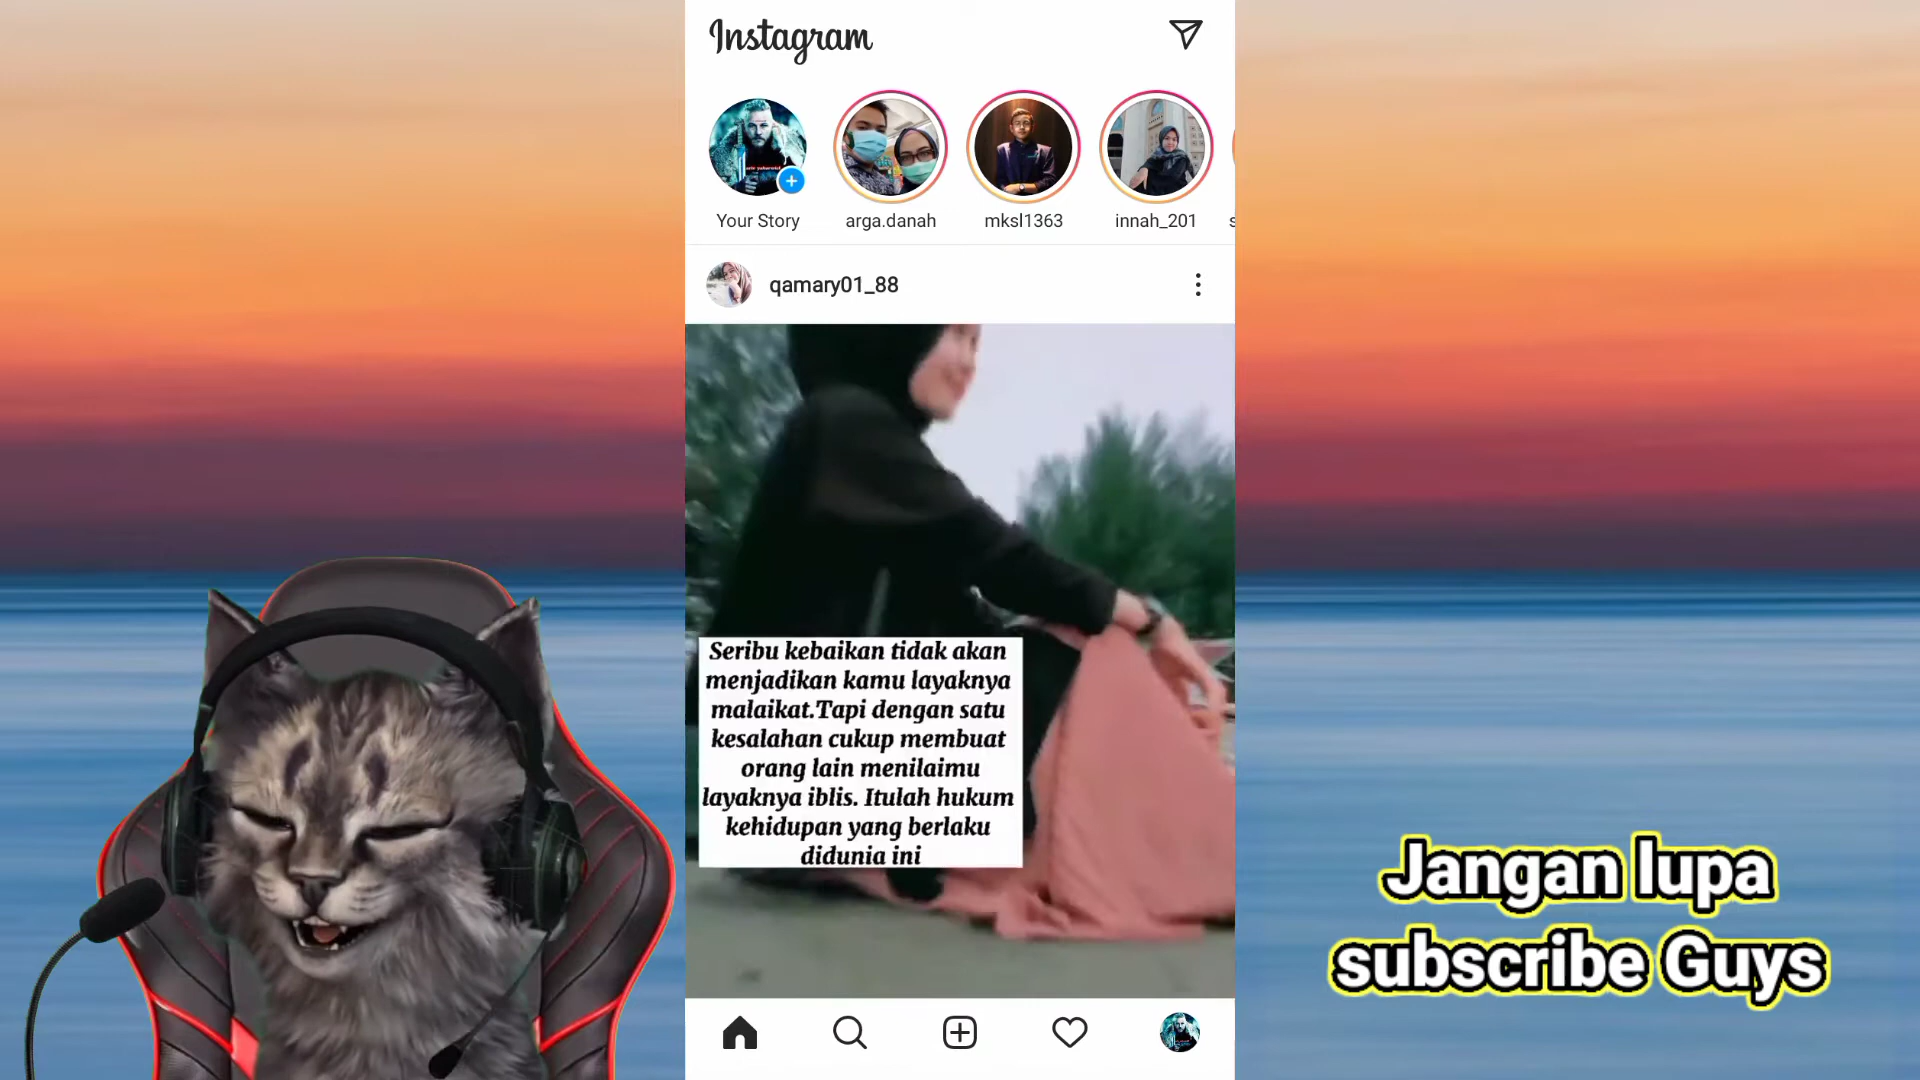 Instagram
Your Story
arga.danah
mksl1363
innah_201
qamary01_88
Seribu kebaikan tidak akan
menjadikan kamu layaknya
malaikat.Tapi dengan satu
kesalahan cukup membuat
orang lain menilaimu
layaknya iblis. Itulah hukum
kehidupan yang berlaku
didunia ini
Jangan lupa
subscribe Guys